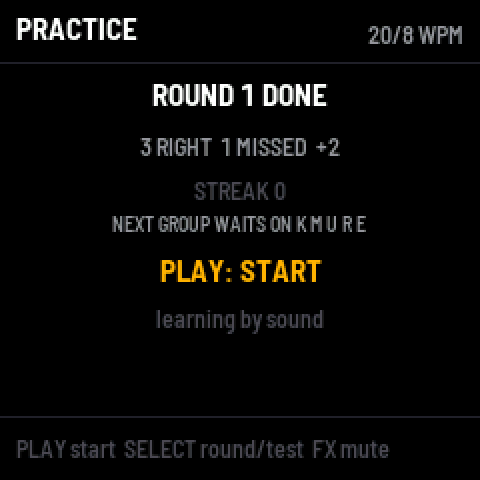 PRACTICE
20/8 WPM
ROUND 1 DONE
3 RIGHT 1 MISSED +2
STREAK 0
NEXT GROUP WAITS ON K M U R E
PLAY: START
learning by sound
PLAY start SELECT round/test FX mute